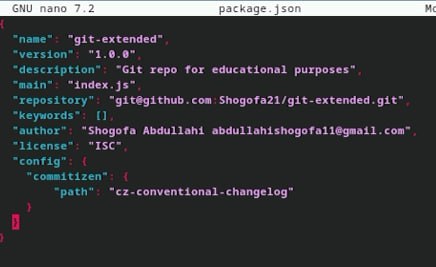 GNU nano 7.2 package.json
{
"name": "git-extended",
"version": "1.0.0",
"description": "Git repo for educational purposes",
"main": "index.js",
"repository": "git@github.com:Shogofa21/git-extended.git",
"keywords": [],
"author": "Shogofa Abdullahi abdullahishogofa11@gmail.com",
"license": "ISC",
"config": {
"commitizen": {
"path": "cz-conventional-changelog"
}
}
}